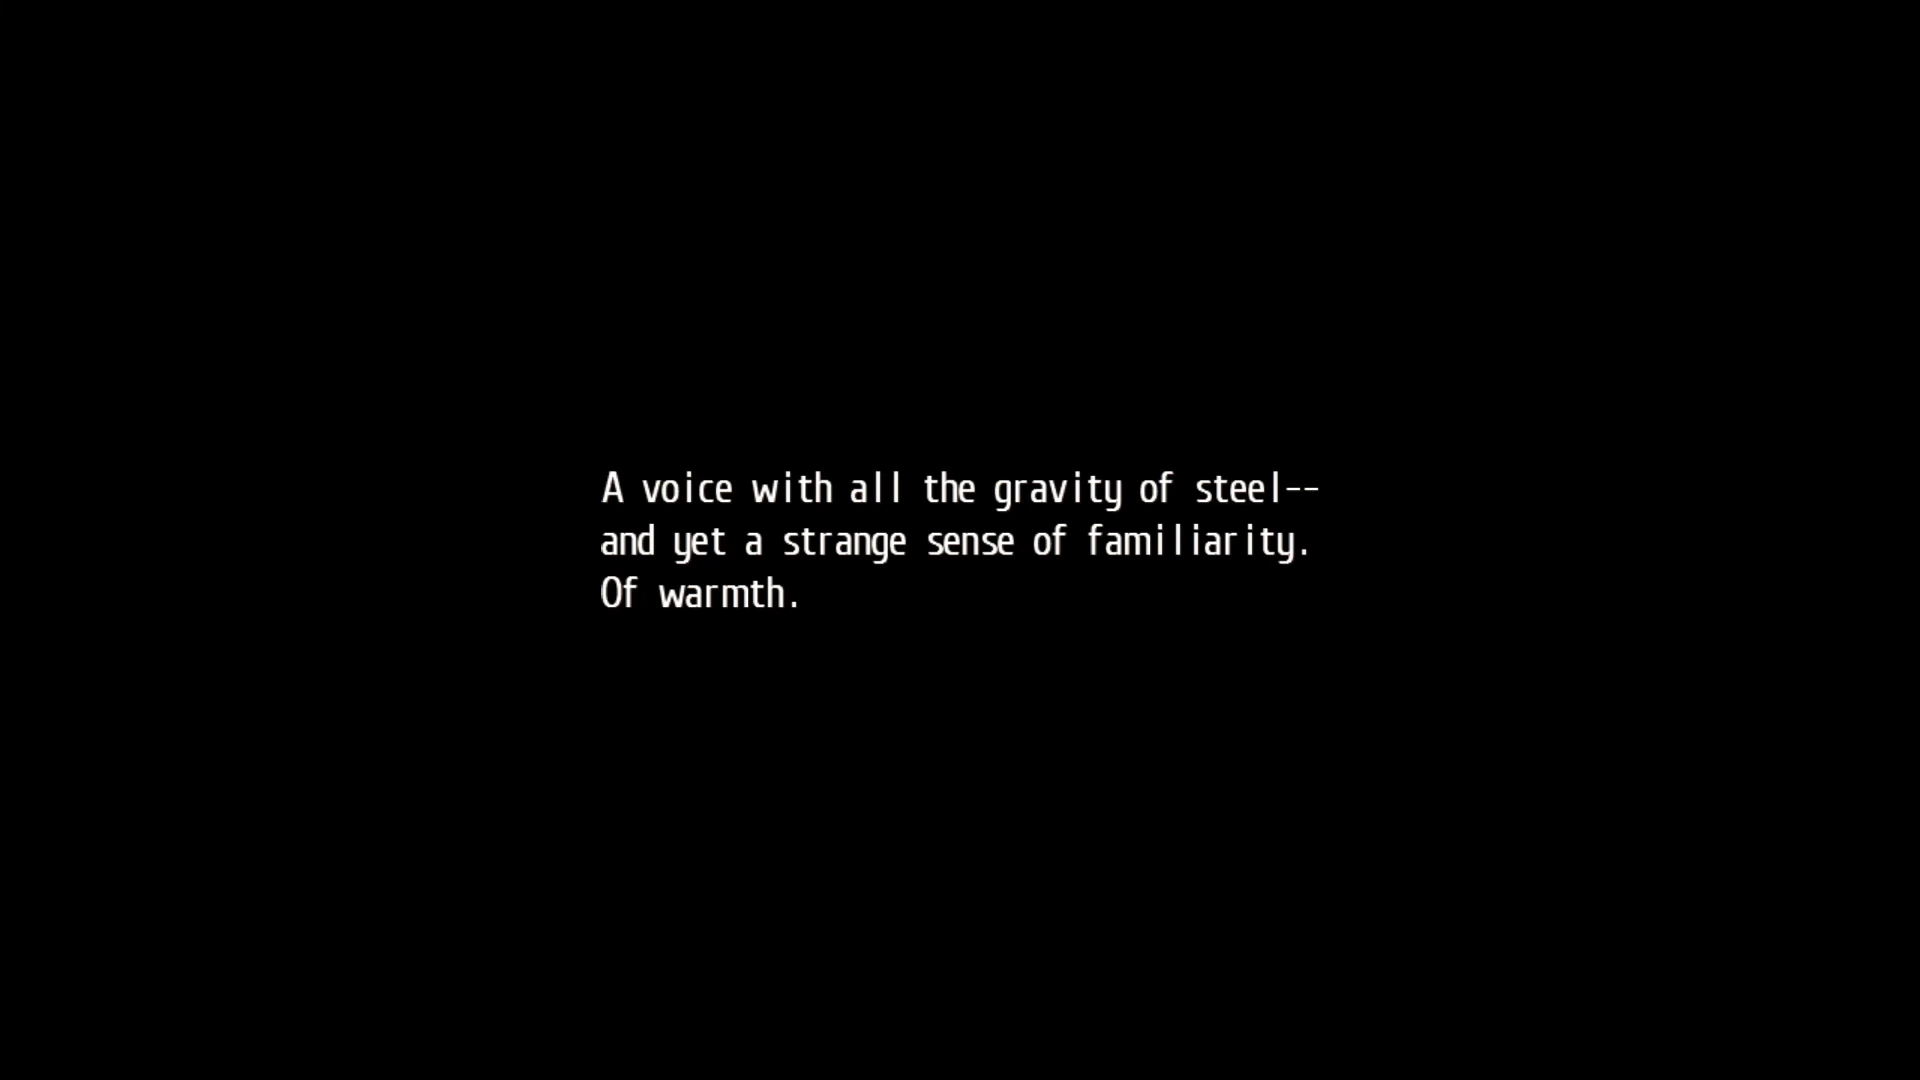 A voice with all the gravity of steel--
and yet a strange sense of familiarity.
Of warmth.